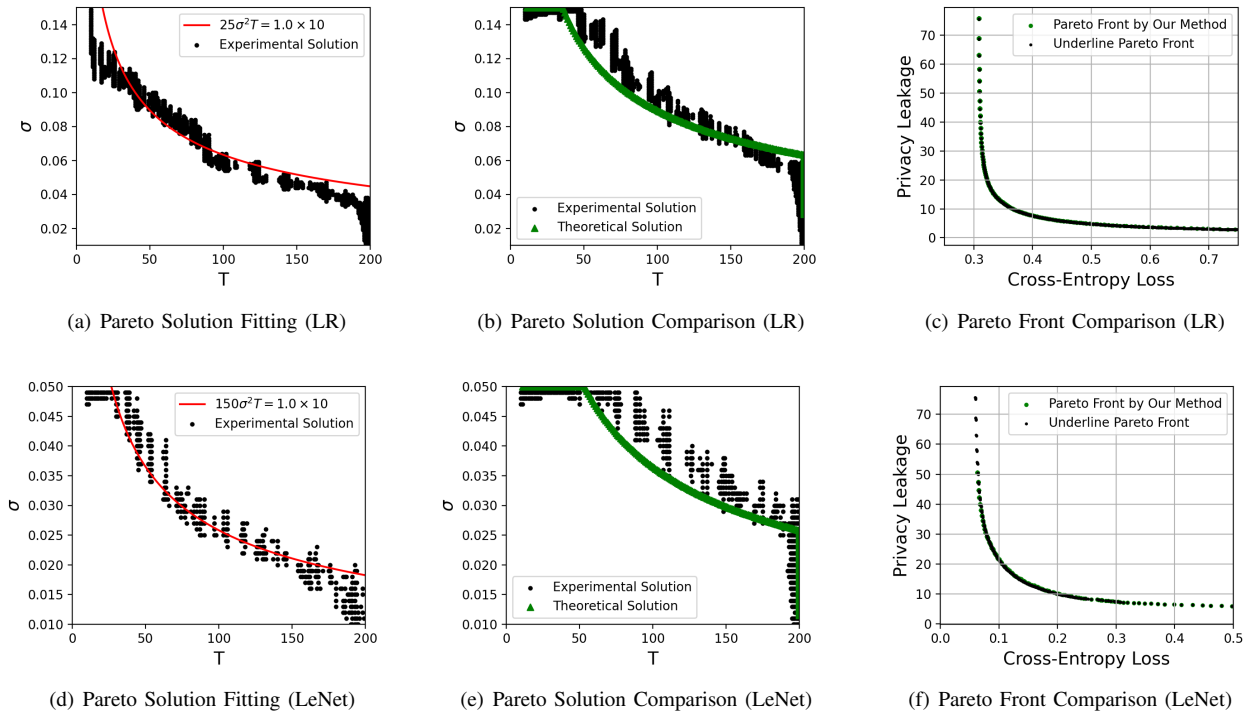 25σ²T = 1.0 × 10
Experimental Solution
0.14
0.12
0.10
0.08
0.06
0.04
0.02
σ
0 50 100 150 200
T
(a) Pareto Solution Fitting (LR)
0.14
0.12
0.10
0.08
0.06
0.04
0.02
σ
Experimental Solution
Theoretical Solution
0 50 100 150 200
T
(b) Pareto Solution Comparison (LR)
Pareto Front by Our Method
Underline Pareto Front
70
60
50
40
30
20
10
0
Privacy Leakage
0.3 0.4 0.5 0.6 0.7
Cross-Entropy Loss
(c) Pareto Front Comparison (LR)
150σ²T = 1.0 × 10
Experimental Solution
0.050
0.045
0.040
0.035
0.030
0.025
0.020
0.015
0.010
σ
0 50 100 150 200
T
(d) Pareto Solution Fitting (LeNet)
0.050
0.045
0.040
0.035
0.030
0.025
0.020
0.015
0.010
σ
Experimental Solution
Theoretical Solution
0 50 100 150 200
T
(e) Pareto Solution Comparison (LeNet)
Pareto Front by Our Method
Underline Pareto Front
70
60
50
40
30
20
10
0
Privacy Leakage
0.0 0.1 0.2 0.3 0.4 0.5
Cross-Entropy Loss
(f) Pareto Front Comparison (LeNet)